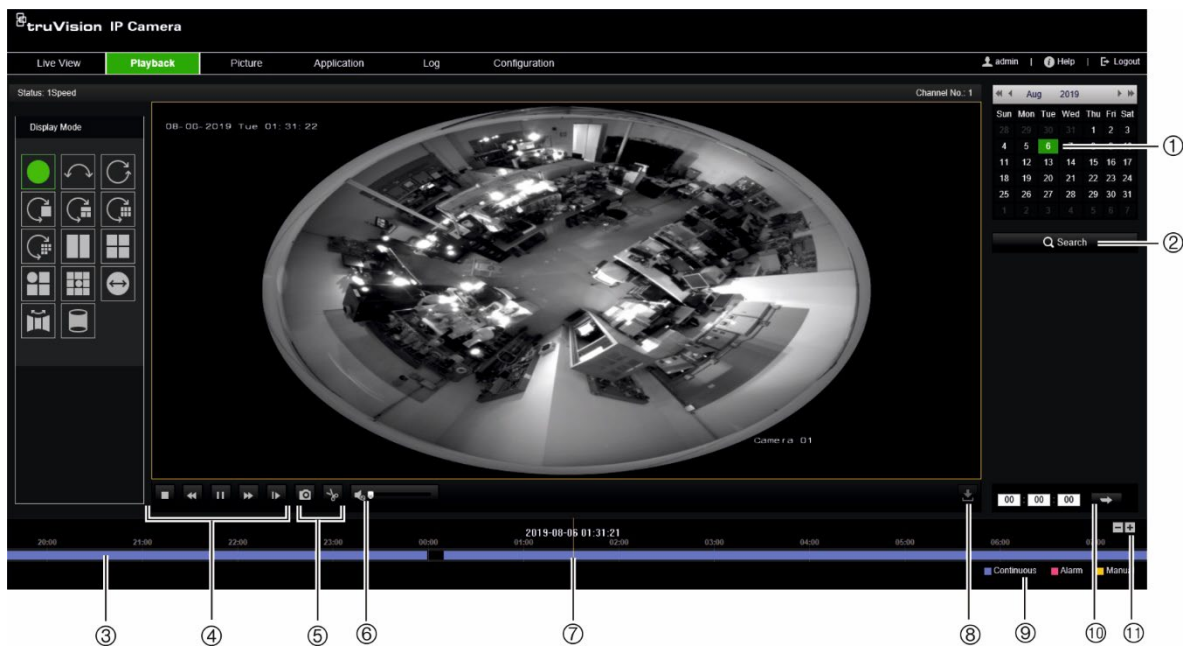 truVision IP Camera
Live View Playback Picture Application Log Configuration admin | Help | Logout
Status: 1Speed Channel No.: 1
Display Mode
08-06-2019 Tue 01:31:22
Camera 01
Aug 2019
Sun Mon Tue Wed Thu Fri Sat
28 29 30 31 1 2 3
4 5 6
11 12 13 14 15 16 17
18 19 20 21 22 23 24
25 26 27 28 29 30 31
1 2 3 4 5 6 7
Search
①
②
00 : 00 : 00
2019-08-06 01:31:21
20:00 21:00 22:00 23:00 00:00 01:00 02:00 03:00 04:00 05:00 06:00
Continuous Alarm Manu
③ ④ ⑤ ⑥ ⑦ ⑧ ⑨ ⑩ ⑪